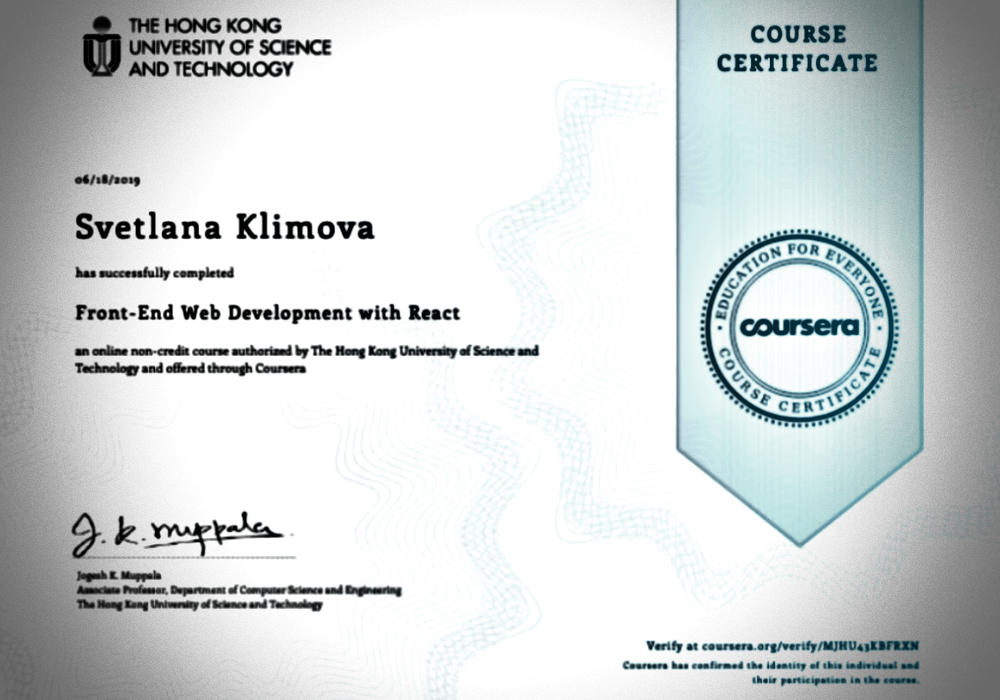 THE HONG KONG
UNIVERSITY OF SCIENCE
AND TECHNOLOGY
COURSE
CERTIFICATE
06/18/2019
Svetlana Klimova
has successfully completed
Front-End Web Development with React
an online non-credit course authorized by The Hong Kong University of Science and
Technology and offered through Coursera
EDUCATION FOR EVERYONE
coursera
COURSE CERTIFICATE
J. K. Muppala
Jogesh K. Muppala
Associate Professor, Department of Computer Science and Engineering
The Hong Kong University of Science and Technology
Verify at coursera.org/verify/MJHU43KBFRXN
Coursera has confirmed the identity of this individual and
their participation in the course.